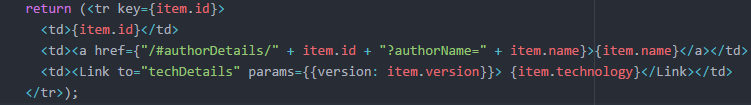 return (<tr key={item.id}>
<td>{item.id}</td>
<td><a href={"/#authorDetails/" + item.id + "?authorName=" + item.name}>{item.name}</a></td>
<td><Link to="techDetails" params={{version: item.version}}> {item.technology}</Link></td>
</tr>);